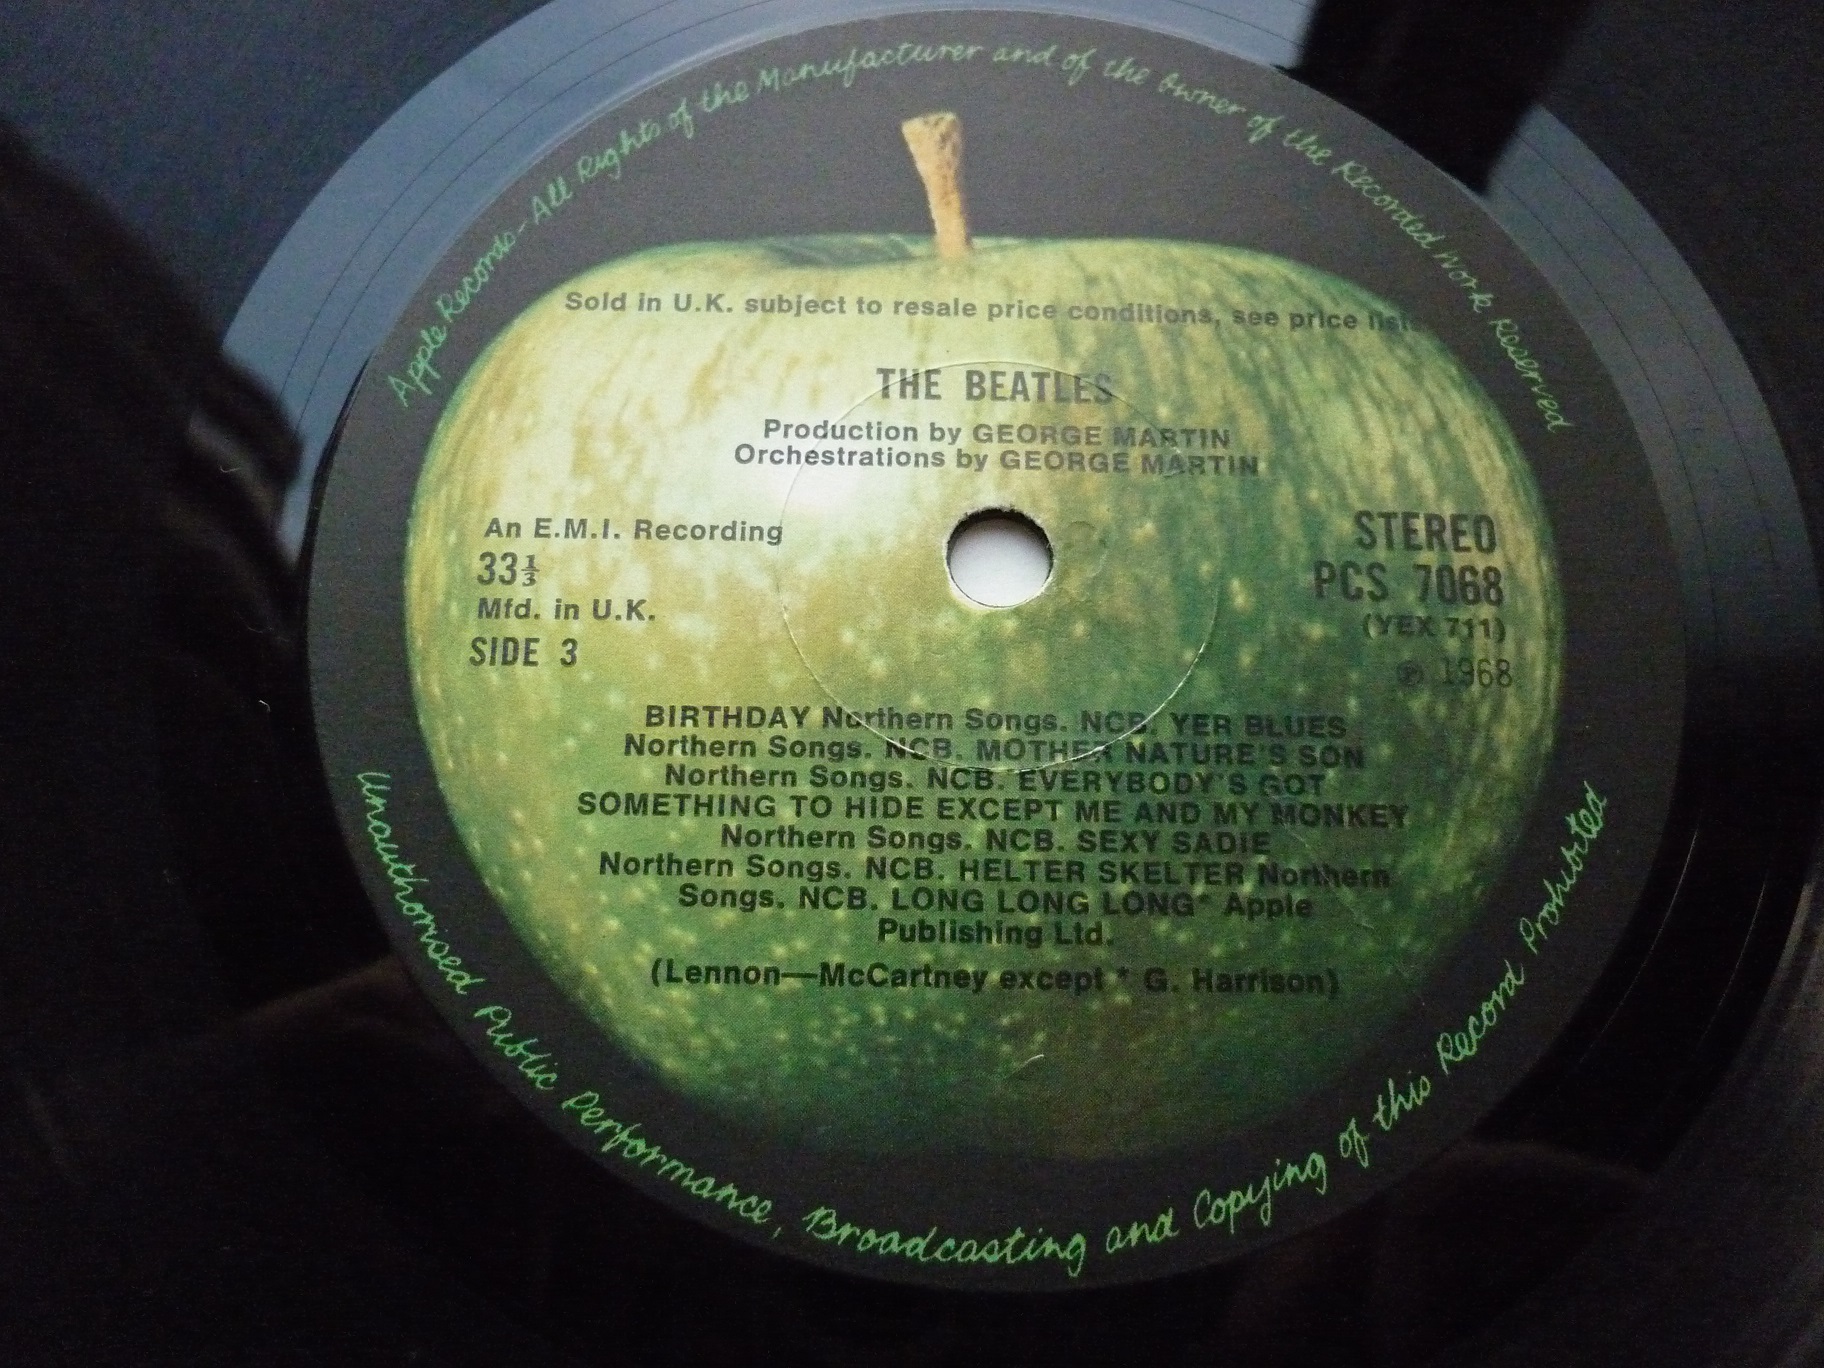 Apple Records - All Rights of the Manufacturer and of the Owner of the Recorded Work Reserved
Sold in U.K. subject to resale price conditions, see price list
THE BEATLES
Production by GEORGE MARTIN
Orchestrations by GEORGE MARTIN
An E.M.I. Recording
33⅓
Mfd. in U.K.
SIDE 3
STEREO
PCS 7068
(YEX 711)
℗ 1968
BIRTHDAY Northern Songs. NCB. YER BLUES
Northern Songs. NCB. MOTHER NATURE'S SON
Northern Songs. NCB. EVERYBODY'S GOT
SOMETHING TO HIDE EXCEPT ME AND MY MONKEY
Northern Songs. NCB. SEXY SADIE
Northern Songs. NCB. HELTER SKELTER Northern
Songs. NCB. LONG LONG LONG* Apple
Publishing Ltd.
(Lennon—McCartney except * G. Harrison)
Unauthorised Public Performance, Broadcasting and Copying of this Record Prohibited